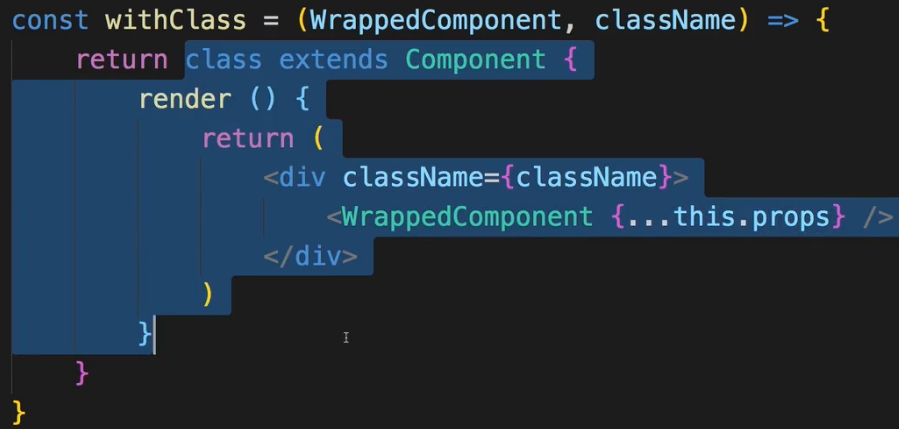 const withClass = (WrappedComponent, className) => {
    return class extends Component {
        render () {
            return (
                <div className={className}>
                    <WrappedComponent {...this.props} />
                </div>
            )
        }
    }
}